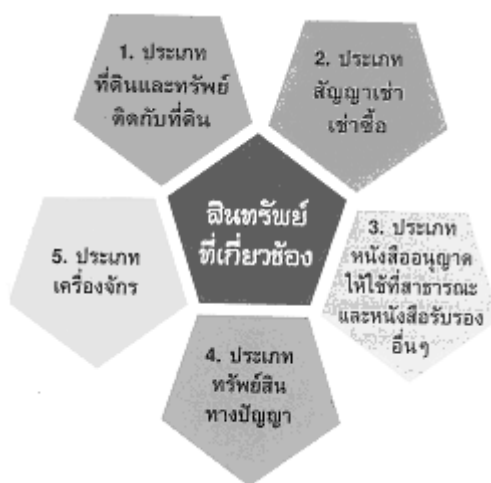 1. ประเภท
ที่ดินและทรัพย์
ติดกับที่ดิน
2. ประเภท
สัญญาเช่า
เช่าซื้อ
สินทรัพย์
ที่เกี่ยวข้อง
3. ประเภท
หนังสืออนุญาต
ให้ใช้ที่สาธารณะ
และหนังสือรับรอง
อื่นๆ
4. ประเภท
ทรัพย์สิน
ทางปัญญา
5. ประเภท
เครื่องจักร